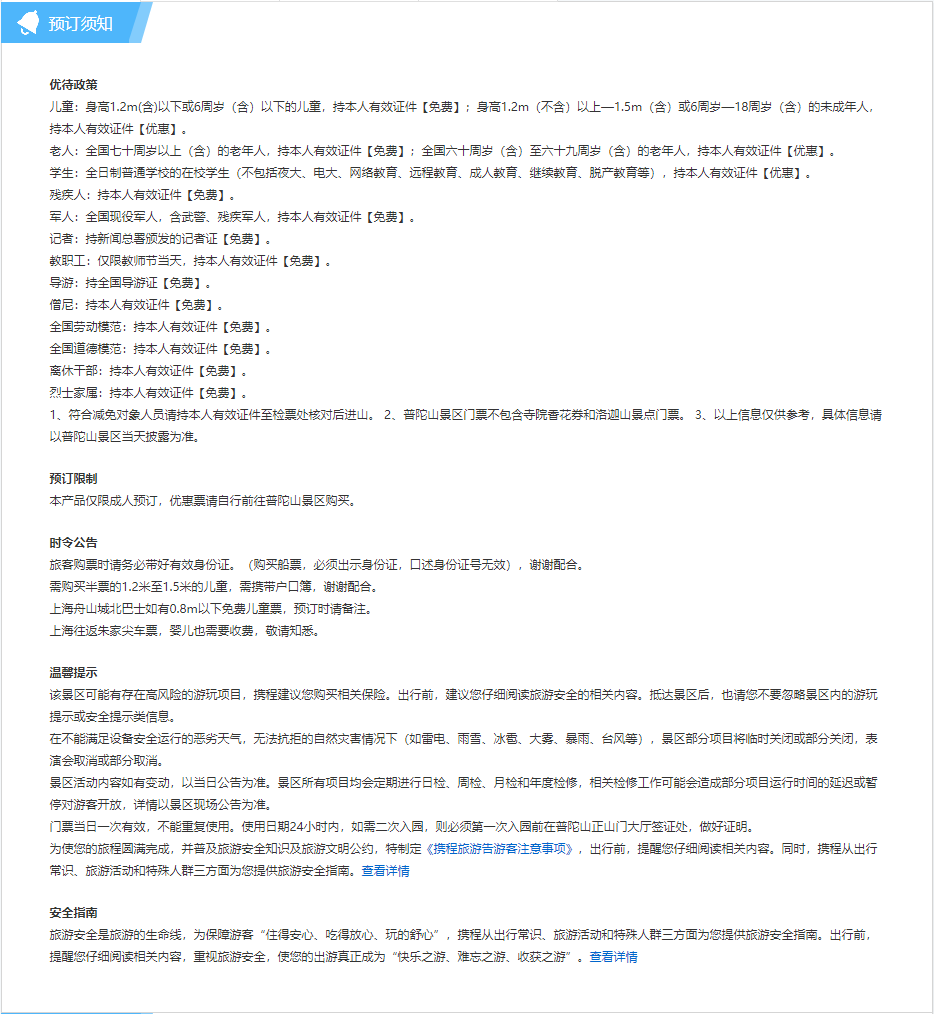 预订须知
优待政策
儿童：身高1.2m(含)以下或6周岁（含）以下的儿童，持本人有效证件【免费】；身高1.2m（不含）以上—1.5m（含）或6周岁—18周岁（含）的未成年人，
持本人有效证件【优惠】。
老人：全国七十周岁以上（含）的老年人，持本人有效证件【免费】；全国六十周岁（含）至六十九周岁（含）的老年人，持本人有效证件【优惠】。
学生：全日制普通学校的在校学生（不包括夜大、电大、网络教育、远程教育、成人教育、继续教育、脱产教育等），持本人有效证件【优惠】。
残疾人：持本人有效证件【免费】。
军人：全国现役军人，含武警、残疾军人，持本人有效证件【免费】。
记者：持新闻总署颁发的记者证【免费】。
教职工：仅限教师节当天，持本人有效证件【免费】。
导游：持全国导游证【免费】。
僧尼：持本人有效证件【免费】。
全国劳动模范：持本人有效证件【免费】。
全国道德模范：持本人有效证件【免费】。
离休干部：持本人有效证件【免费】。
烈士家属：持本人有效证件【免费】。
1、符合减免对象人员请持本人有效证件至检票处核对后进山。 2、普陀山景区门票不包含寺院香花券和洛迦山景点门票。 3、以上信息仅供参考，具体信息请
以普陀山景区当天披露为准。
预订限制
本产品仅限成人预订，优惠票请自行前往普陀山景区购买。
时令公告
旅客购票时请务必带好有效身份证。（购买船票，必须出示身份证，口述身份证号无效），谢谢配合。
需购买半票的1.2米至1.5米的儿童，需携带户口簿，谢谢配合。
上海舟山城北巴士如有0.8m以下免费儿童票，预订时请备注。
上海往返朱家尖车票，婴儿也需要收费，敬请知悉。
温馨提示
该景区可能有存在高风险的游玩项目，携程建议您购买相关保险。出行前，建议您仔细阅读旅游安全的相关内容。抵达景区后，也请您不要忽略景区内的游玩
提示或安全提示类信息。
在不能满足设备安全运行的恶劣天气，无法抗拒的自然灾害情况下（如雷电、雨雪、冰雹、大雾、暴雨、台风等），景区部分项目将临时关闭或部分关闭，表
演会取消或部分取消。
景区活动内容如有变动，以当日公告为准。景区所有项目均会定期进行日检、周检、月检和年度检修，相关检修工作可能会造成部分项目运行时间的延迟或暂
停对游客开放，详情以景区现场公告为准。
门票当日一次有效，不能重复使用。使用日期24小时内，如需二次入园，则必须第一次入园前在普陀山正山门大厅签证处，做好证明。
为使您的旅程圆满完成，并普及旅游安全知识及旅游文明公约，特制定《携程旅游告游客注意事项》，出行前，提醒您仔细阅读相关内容。同时，携程从出行
常识、旅游活动和特殊人群三方面为您提供旅游安全指南。查看详情
安全指南
旅游安全是旅游的生命线，为保障游客“住得安心、吃得放心、玩的舒心”，携程从出行常识、旅游活动和特殊人群三方面为您提供旅游安全指南。出行前，
提醒您仔细阅读相关内容，重视旅游安全，使您的出游真正成为“快乐之游、难忘之游、收获之游”。查看详情